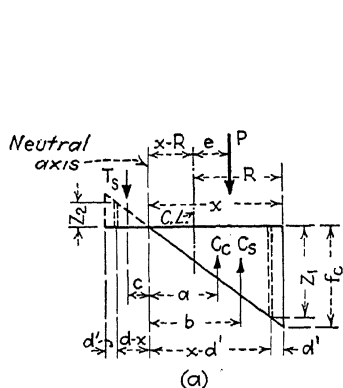 x-R e P
Neutral
axis
Ts R
x
Z2 C.L.
Cc Cs
Z1 fc
c a
b
d' d-x x-d' d'
(a)